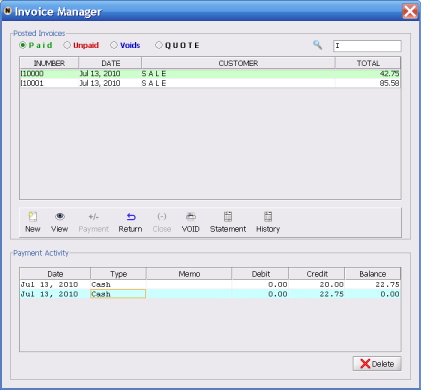 Invoice Manager
Posted Invoices
Paid Unpaid Voids QUOTE I
INUMBER DATE CUSTOMER TOTAL
I10000 Jul 13, 2010 SALE 42.75
I10001 Jul 13, 2010 SALE 85.58
+/- (-)
New View Payment Return Close VOID Statement History
Payment Activity
Date Type Memo Debit Credit Balance
Jul 13, 2010 Cash 0.00 20.00 22.75
Jul 13, 2010 Cash 0.00 22.75 0.00
Delete